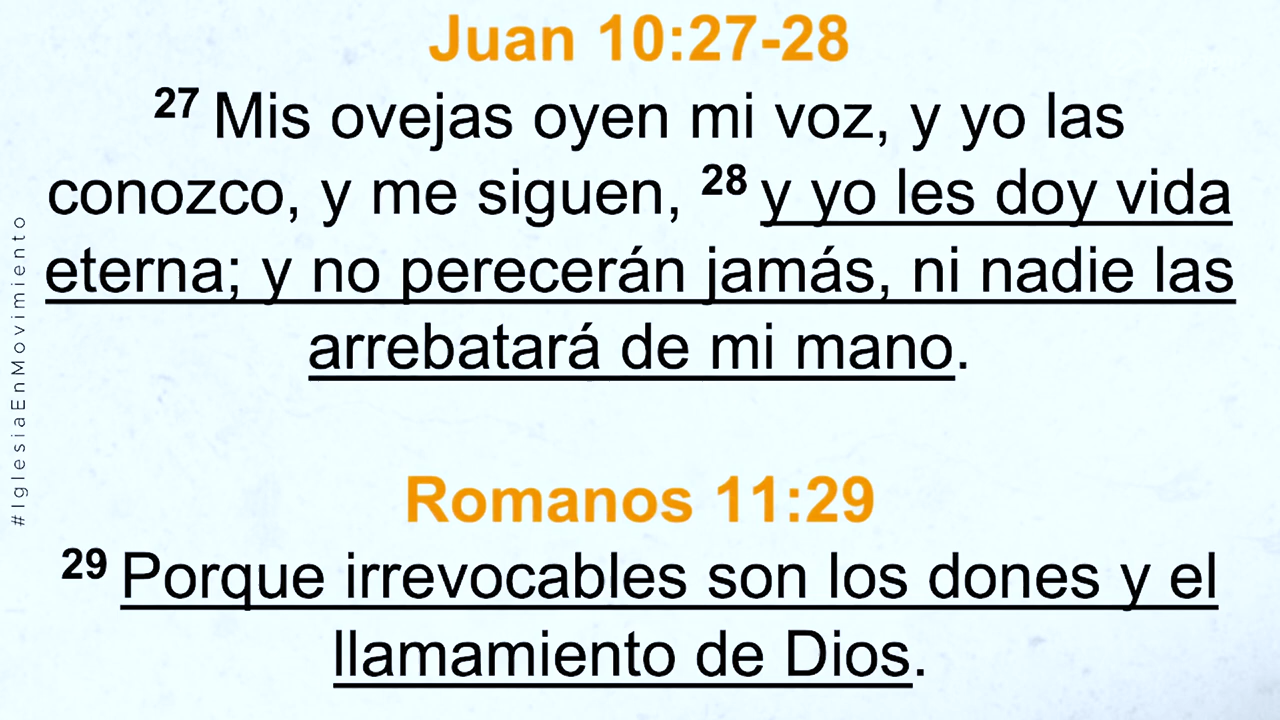 Juan 10:27-28
27 Mis ovejas oyen mi voz, y yo las
conozco, y me siguen, 28 y yo les doy vida
eterna; y no perecerán jamás, ni nadie las
arrebatará de mi mano.
Romanos 11:29
29 Porque irrevocables son los dones y el
llamamiento de Dios.
#IglesiaEnMovimiento